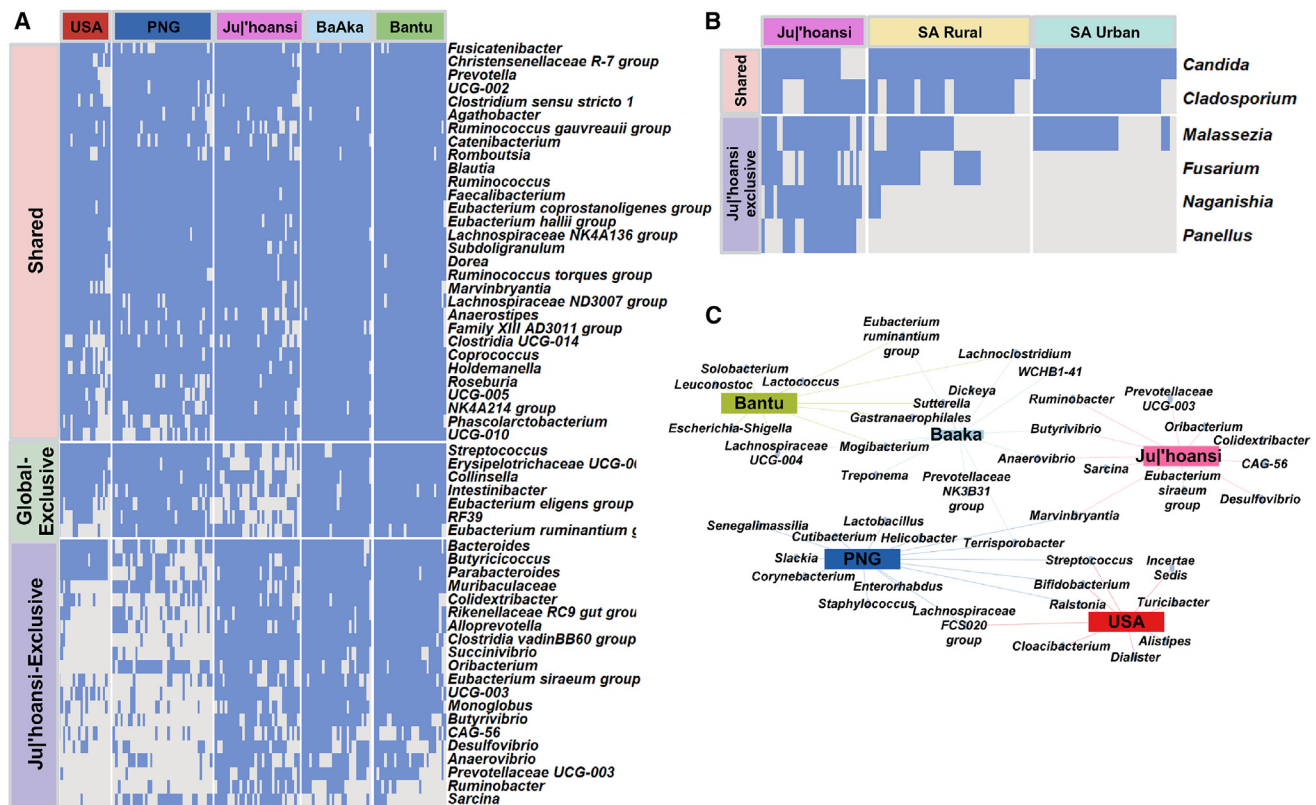 A
USA
PNG
Ju|'hoansi
BaAka
Bantu
Shared
Fusicatenibacter
Christensenellaceae R-7 group
Prevotella
UCG-002
Clostridium sensu stricto 1
Agathobacter
Ruminococcus gauvreauii group
Catenibacterium
Romboutsia
Blautia
Ruminococcus
Faecalibacterium
Eubacterium coprostanoligenes group
Eubacterium hallii group
Lachnospiraceae NK4A136 group
Subdoligranulum
Dorea
Ruminococcus torques group
Marvinbryantia
Lachnospiraceae ND3007 group
Anaerostipes
Family XIII AD3011 group
Clostridia UCG-014
Coprococcus
Holdemanella
Roseburia
UCG-005
NK4A214 group
Phascolarctobacterium
UCG-010
Global-
Exclusive
Streptococcus
Erysipelotrichaceae UCG-0
Collinsella
Intestinibacter
Eubacterium eligens group
RF39
Eubacterium ruminantium g
Ju|'hoansi-Exclusive
Bacteroides
Butyricicoccus
Parabacteroides
Muribaculaceae
Colidextribacter
Rikenellaceae RC9 gut grou
Alloprevotella
Clostridia vadinBB60 group
Succinivibrio
Oribacterium
Eubacterium siraeum group
UCG-003
Monoglobus
Butyrivibrio
CAG-56
Desulfovibrio
Anaerovibrio
Prevotellaceae UCG-003
Ruminobacter
Sarcina
B
Ju|'hoansi
SA Rural
SA Urban
Shared
Candida
Cladosporium
Ju|'hoansi
exclusive
Malassezia
Fusarium
Naganishia
Panellus
C
Eubacterium
ruminantium
group
Lachnoclostridium
WCHB1-41
Solobacterium
Leuconostoc
Lactococcus
Dickeya
Prevotellaceae
UCG-003
Bantu
Sutterella
Ruminobacter
Gastranaerophilales
Oribacterium
Escherichia-Shigella
Baaka
Butyrivibrio
Colidextribacter
Lachnospiraceae
UCG-004
Mogibacterium
Anaerovibrio
Ju|'hoansi
Sarcina
CAG-56
Treponema
Prevotellaceae
NK3B31
group
Eubacterium
siraeum
group
Desulfovibrio
Marvinbryantia
Senegalimassilia
Lactobacillus
Cutibacterium
Helicobacter
Terrisporobacter
Slackia
PNG
Streptococcus
Incertae
Sedis
Corynebacterium
Enterorhabdus
Bifidobacterium
Staphylococcus
Ralstonia
Turicibacter
Lachnospiraceae
FCS020
group
USA
Cloacibacterium
Alistipes
Dialister